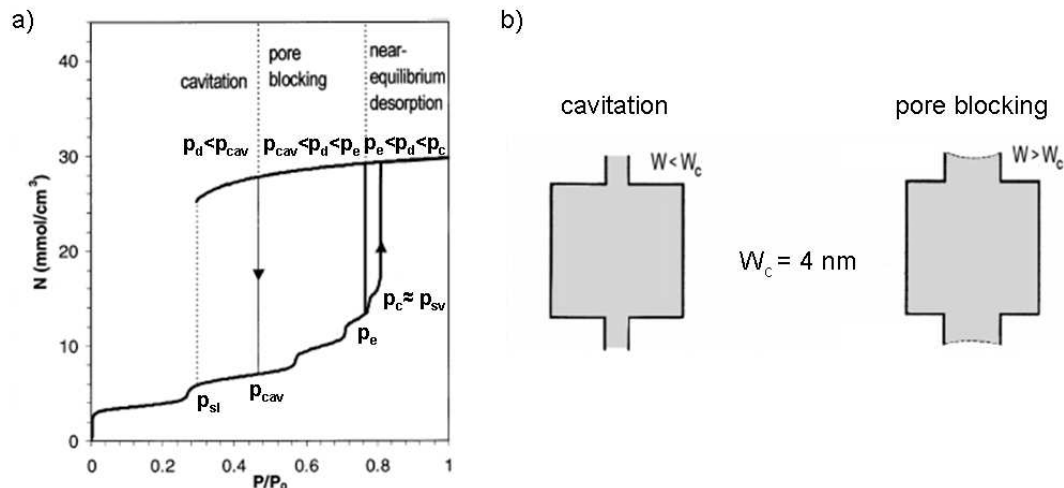 a)
N (mmol/cm³)
40
30
20
10
0
0
0.2
0.4
0.6
0.8
1
P/P₀
cavitation
pore
blocking
near-
equilibrium
desorption
p_d<p_cav
p_cav<p_d<p_e
p_e<p_d<p_c
p_c≈ p_sv
p_e
p_cav
p_sl
b)
cavitation
pore blocking
W < W_c
W > W_c
W_c = 4 nm